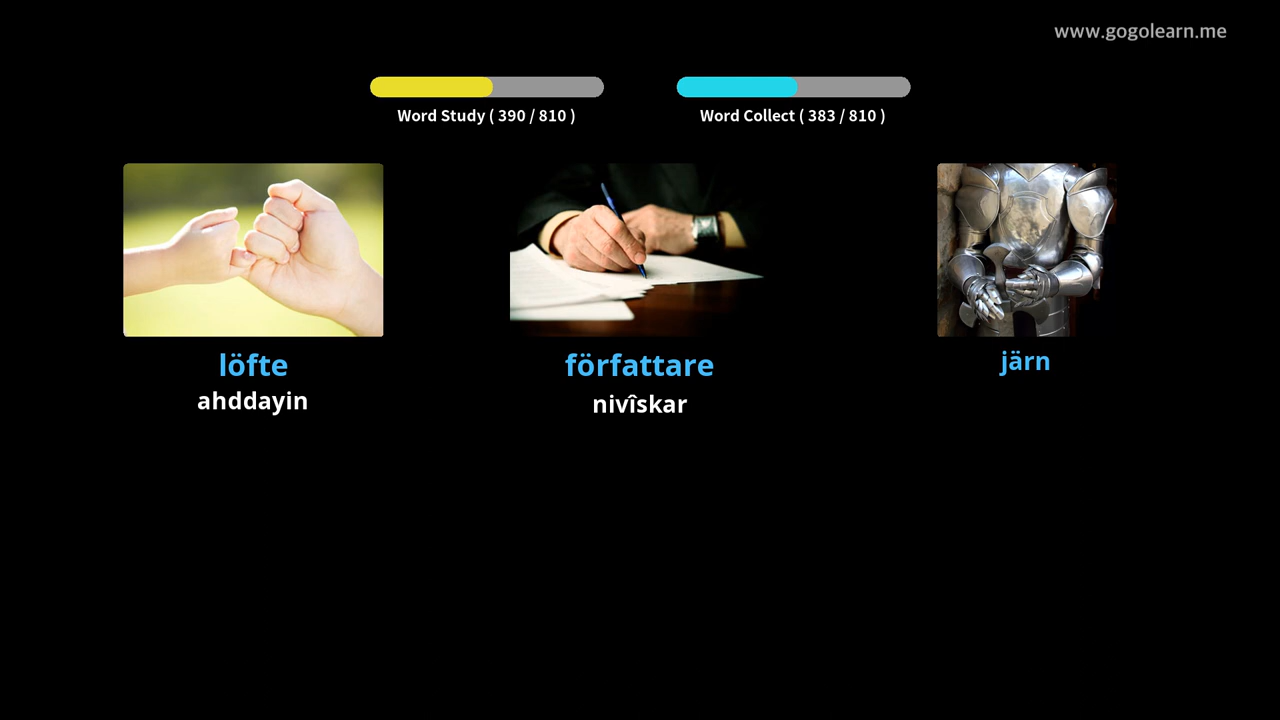 www.gogolearn.me
Word Study ( 390 / 810 )
Word Collect ( 383 / 810 )
löfte
ahddayin
författare
nivîskar
järn